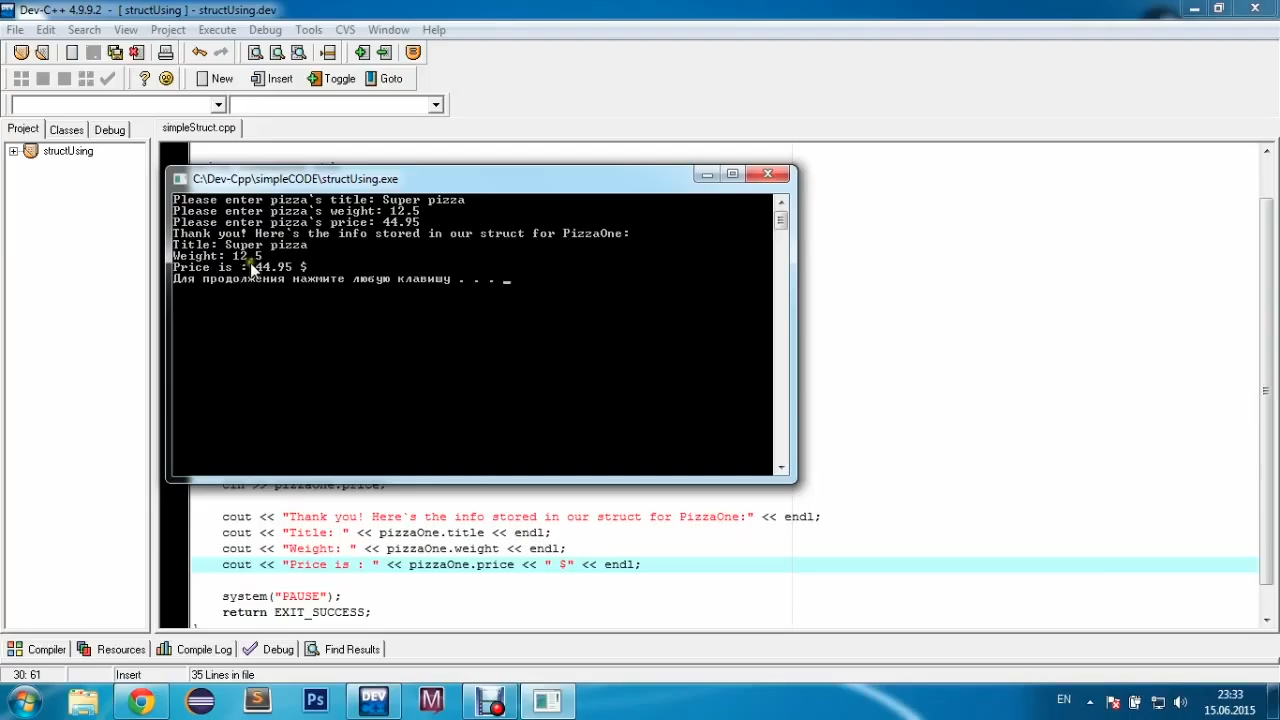 Dev-C++ 4.9.9.2 - [ structUsing ] - structUsing.dev
File Edit Search View Project Execute Debug Tools CVS Window Help
New Insert Toggle Goto
Project Classes Debug
simpleStruct.cpp
structUsing
C:\Dev-Cpp\simpleCODE\structUsing.exe
Please enter pizza`s title: Super pizza
Please enter pizza`s weight: 12.5
Please enter pizza`s price: 44.95
Thank you! Here`s the info stored in our struct for PizzaOne:
Title: Super pizza
Weight: 12.5
Price is : 44.95 $
Для продолжения нажмите любую клавишу . . . _
cin >> pizzaOne.price;
cout << "Thank you! Here`s the info stored in our struct for PizzaOne:" << endl;
cout << "Title: " << pizzaOne.title << endl;
cout << "Weight: " << pizzaOne.weight << endl;
cout << "Price is : " << pizzaOne.price << " $" << endl;
system("PAUSE");
return EXIT_SUCCESS;
Compiler Resources Compile Log Debug Find Results
30: 61 Insert 35 Lines in file
DEV
Ps
EN
23:33
15.06.2015